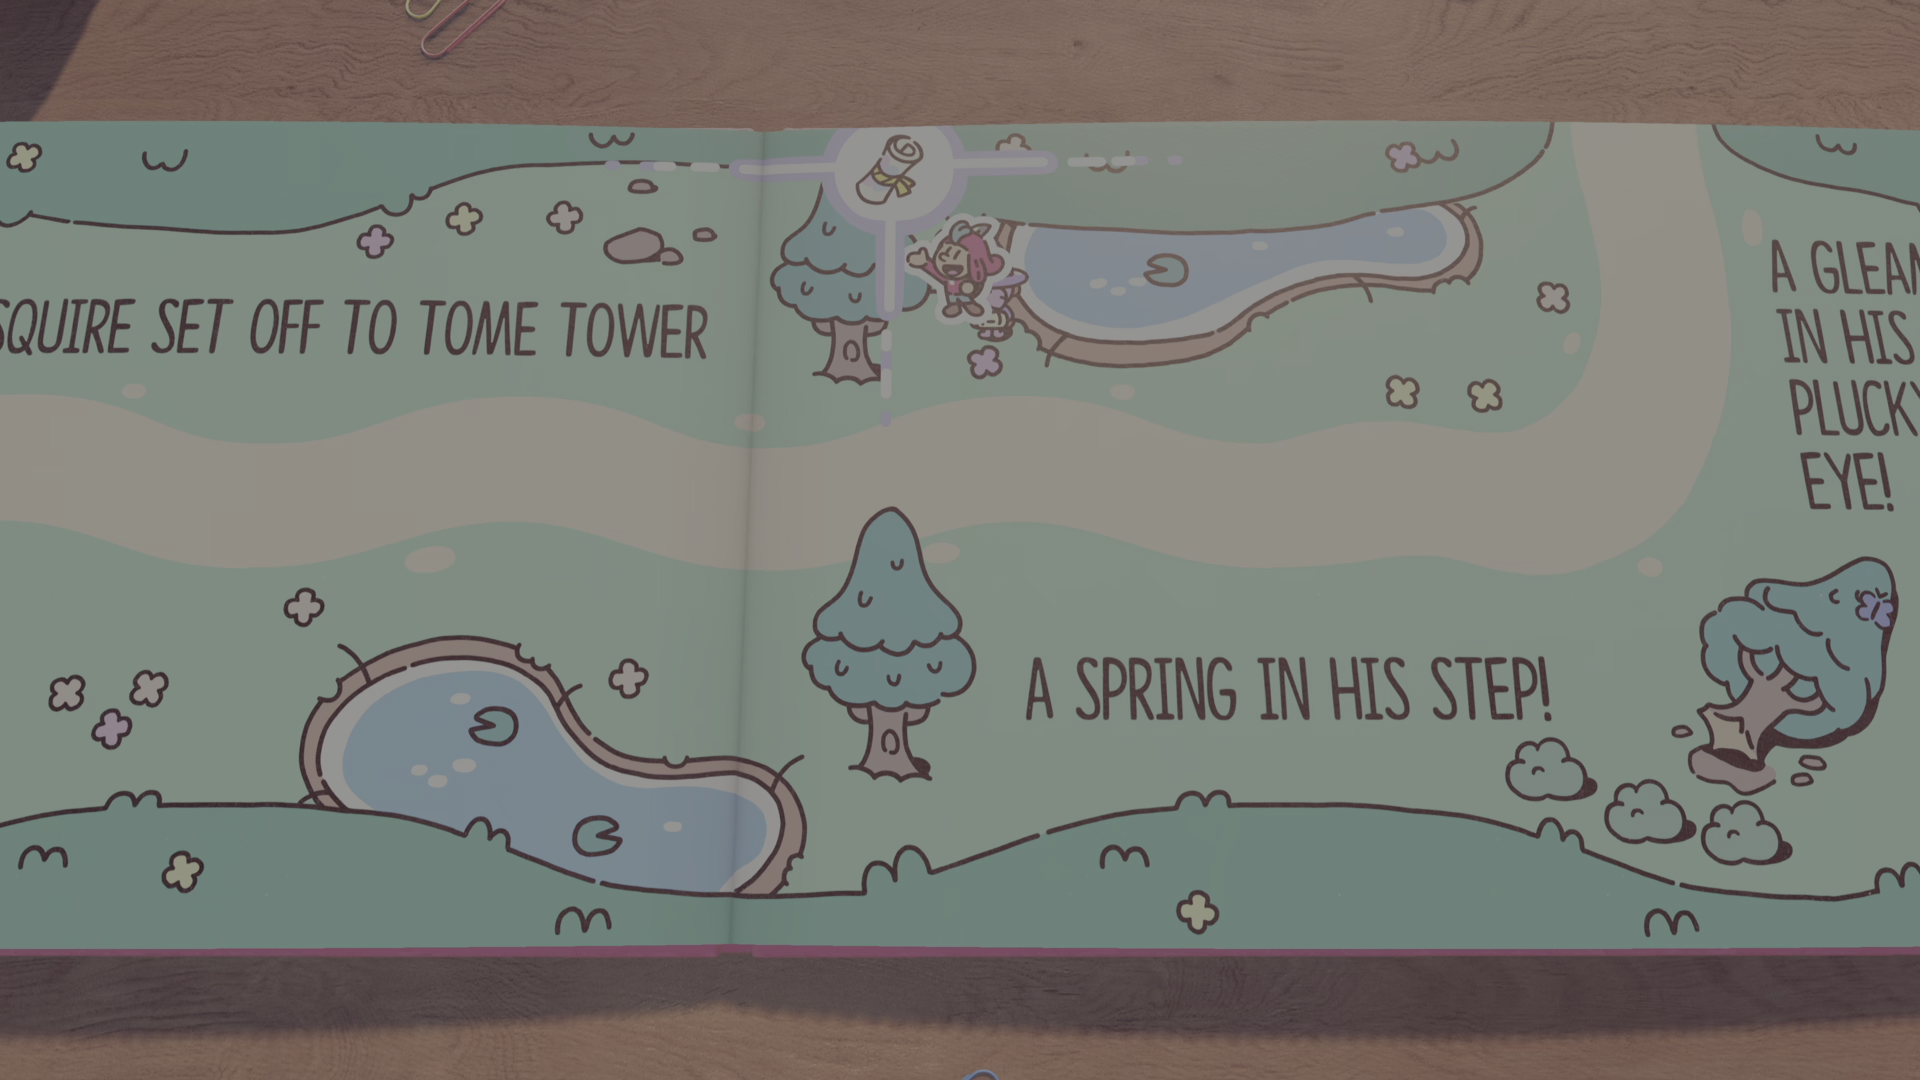 SQUIRE SET OFF TO TOME TOWER
A SPRING IN HIS STEP!
A GLEAM
IN HIS
PLUCKY
EYE!